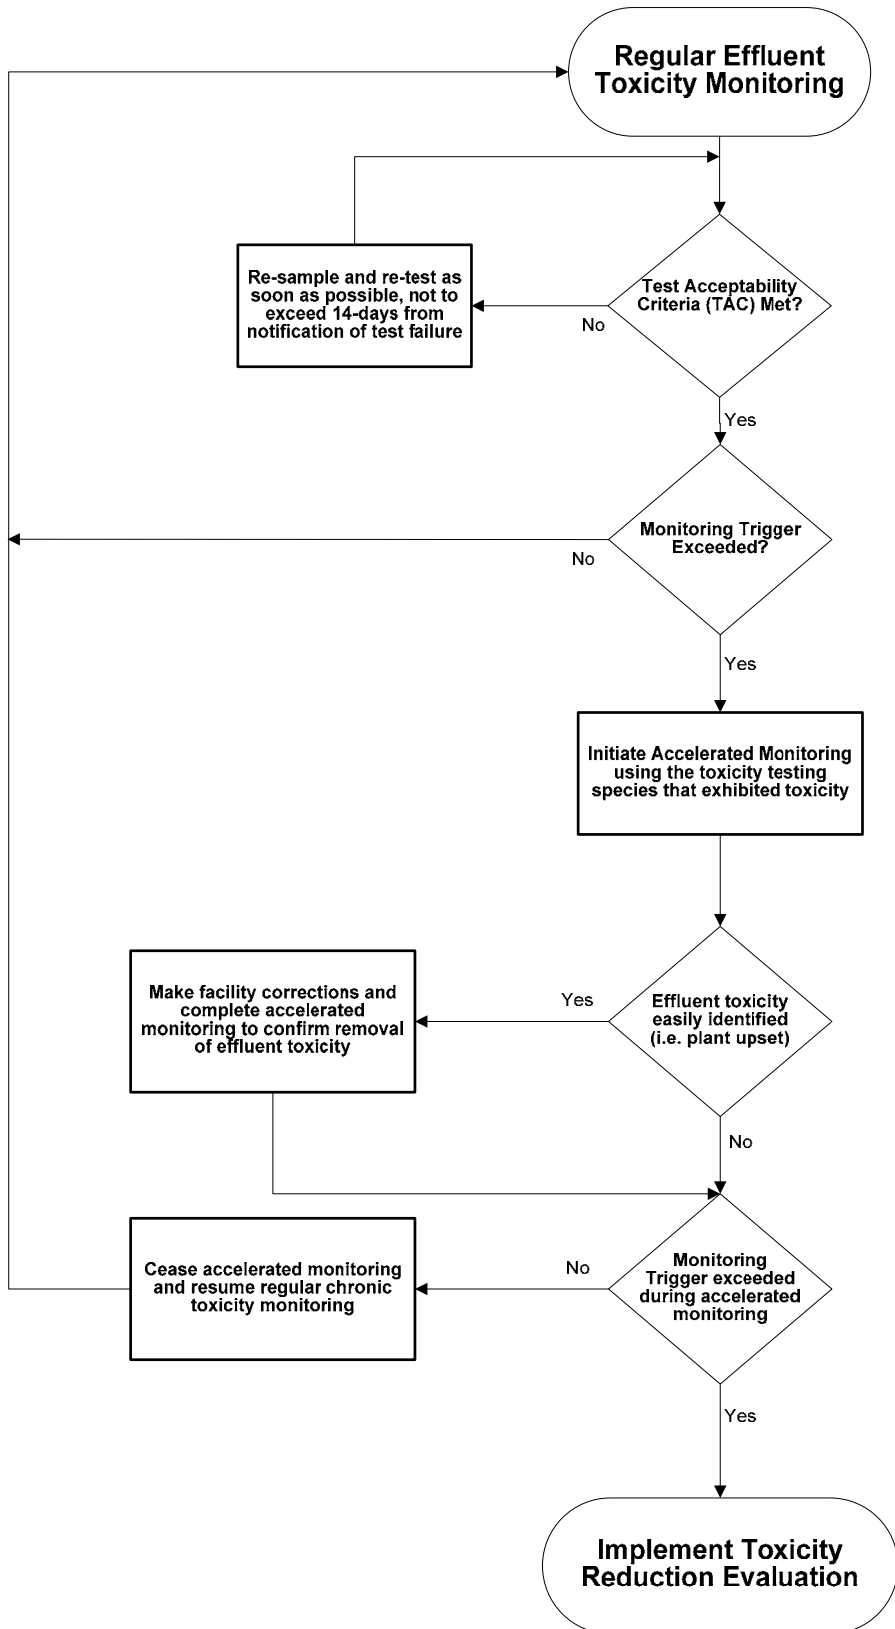 Regular Effluent
Toxicity Monitoring
Test Acceptability
Criteria (TAC) Met?
No
Re-sample and re-test as
soon as possible, not to
exceed 14-days from
notification of test failure
Yes
Monitoring Trigger
Exceeded?
No
Yes
Initiate Accelerated Monitoring
using the toxicity testing
species that exhibited toxicity
Effluent toxicity
easily identified
(i.e. plant upset)
Yes
Make facility corrections and
complete accelerated
monitoring to confirm removal
of effluent toxicity
No
Monitoring
Trigger exceeded
during accelerated
monitoring
No
Cease accelerated monitoring
and resume regular chronic
toxicity monitoring
Yes
Implement Toxicity
Reduction Evaluation